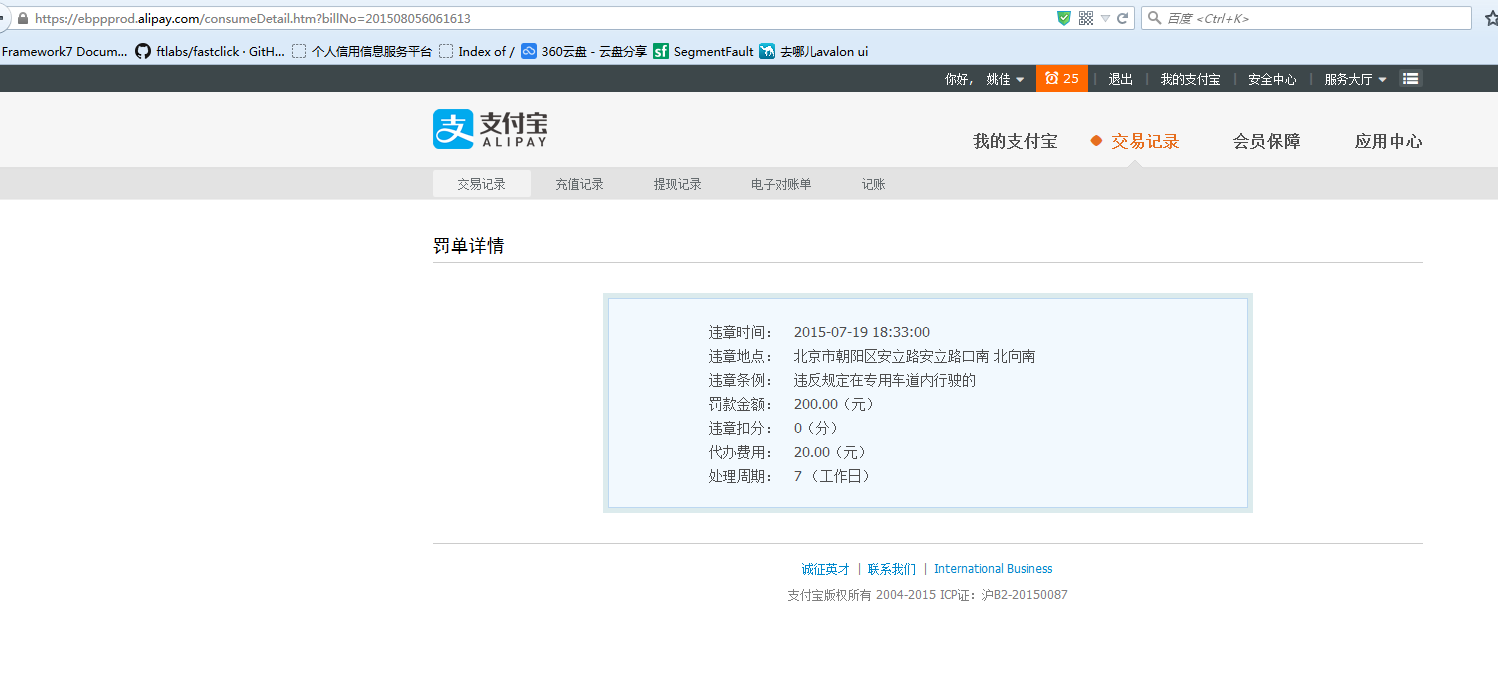 https://ebppprod.alipay.com/consumeDetail.htm?billNo=201508056061613 百度 <Ctrl+K>
Framework7 Docum... ftlabs/fastclick · GitH... 个人信用信息服务平台 Index of / 360云盘 - 云盘分享 SegmentFault 去哪儿avalon ui
你好, 姚佳 25 退出 我的支付宝 安全中心 服务大厅
支 支付宝 ALIPAY
我的支付宝 交易记录 会员保障 应用中心
交易记录 充值记录 提现记录 电子对账单 记账
罚单详情
违章时间: 2015-07-19 18:33:00
违章地点: 北京市朝阳区安立路安立路口南 北向南
违章条例: 违反规定在专用车道内行驶的
罚款金额: 200.00(元)
违章扣分: 0(分)
代办费用: 20.00(元)
处理周期: 7 (工作日)
诚征英才 | 联系我们 | International Business
支付宝版权所有 2004-2015 ICP证:沪B2-20150087